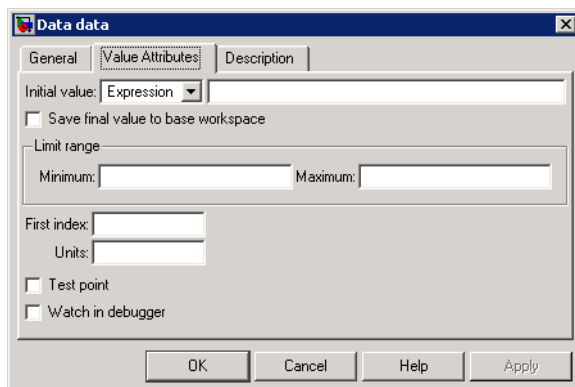 Data data
General Value Attributes Description
Initial value: Expression
Save final value to base workspace
Limit range
Minimum: Maximum:
First index:
Units:
Test point
Watch in debugger
OK Cancel Help Apply